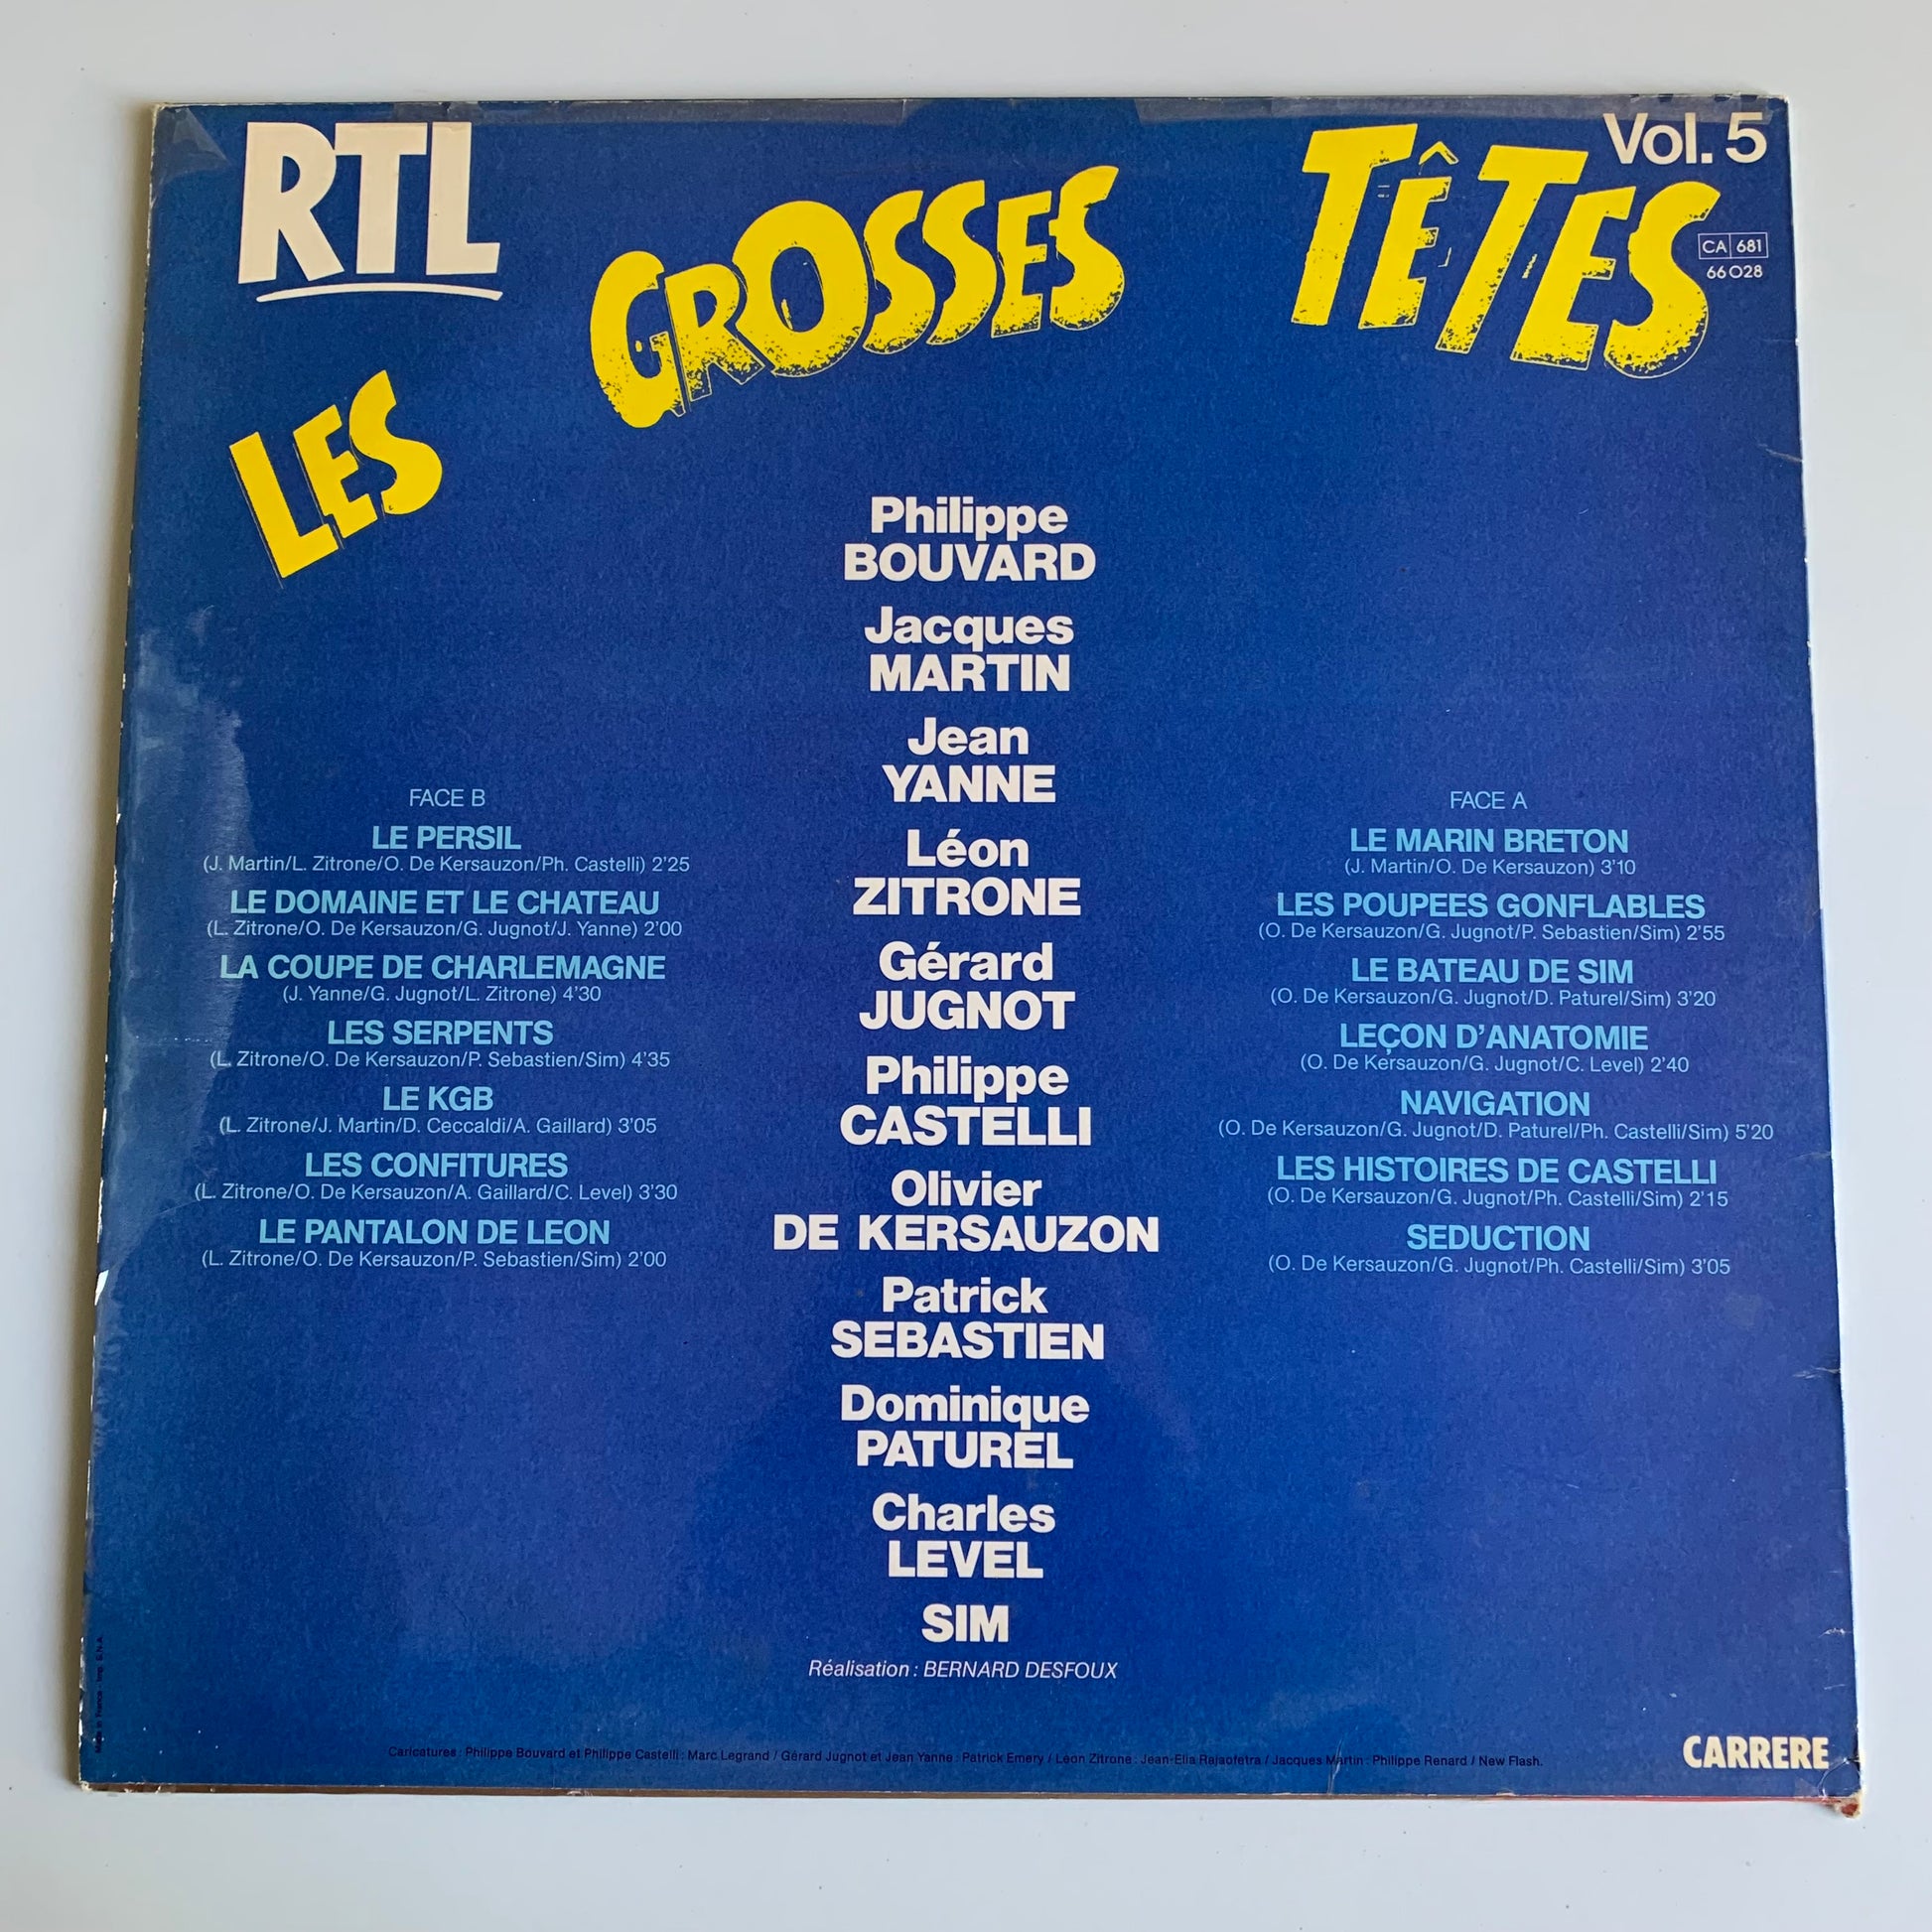 RTL
Vol. 5
LES GROSSES TÊTES
CA 681
66028
Philippe
BOUVARD
Jacques
MARTIN
Jean
YANNE
Léon
ZITRONE
Gérard
JUGNOT
Philippe
CASTELLI
Olivier
DE KERSAUZON
Patrick
SEBASTIEN
Dominique
PATUREL
Charles
LEVEL
SIM
Réalisation : BERNARD DESFOUX
FACE B
LE PERSIL
(J. Martin/L. Zitrone/O. De Kersauzon/Ph. Castelli) 2'25
LE DOMAINE ET LE CHATEAU
(L. Zitrone/O. De Kersauzon/G. Jugnot/J. Yanne) 2'00
LA COUPE DE CHARLEMAGNE
(J. Yanne/G. Jugnot/L. Zitrone) 4'30
LES SERPENTS
(L. Zitrone/O. De Kersauzon/P. Sebastien/Sim) 4'35
LE KGB
(L. Zitrone/J. Martin/D. Ceccaldi/A. Gaillard) 3'05
LES CONFITURES
(L. Zitrone/O. De Kersauzon/A. Gaillard/C. Level) 3'30
LE PANTALON DE LEON
(L. Zitrone/O. De Kersauzon/P. Sebastien/Sim) 2'00
FACE A
LE MARIN BRETON
(J. Martin/O. De Kersauzon) 3'10
LES POUPEES GONFLABLES
(O. De Kersauzon/G. Jugnot/P. Sebastien/Sim) 2'55
LE BATEAU DE SIM
(O. De Kersauzon/G. Jugnot/D. Paturel/Sim) 3'20
LEÇON D'ANATOMIE
(O. De Kersauzon/G. Jugnot/C. Level) 2'40
NAVIGATION
(O. De Kersauzon/G. Jugnot/D. Paturel/Ph. Castelli/Sim) 5'20
LES HISTOIRES DE CASTELLI
(O. De Kersauzon/G. Jugnot/Ph. Castelli/Sim) 2'15
SEDUCTION
(O. De Kersauzon/G. Jugnot/Ph. Castelli/Sim) 3'05
Made in France - Imp. G.N.A.
Caricatures : Philippe Bouvard et Philippe Castelli : Marc Legrand / Gérard Jugnot et Jean Yanne : Patrick Emery / Léon Zitrone : Jean-Elia Rajaofetra / Jacques Martin : Philippe Renard / New Flash.
CARRERE